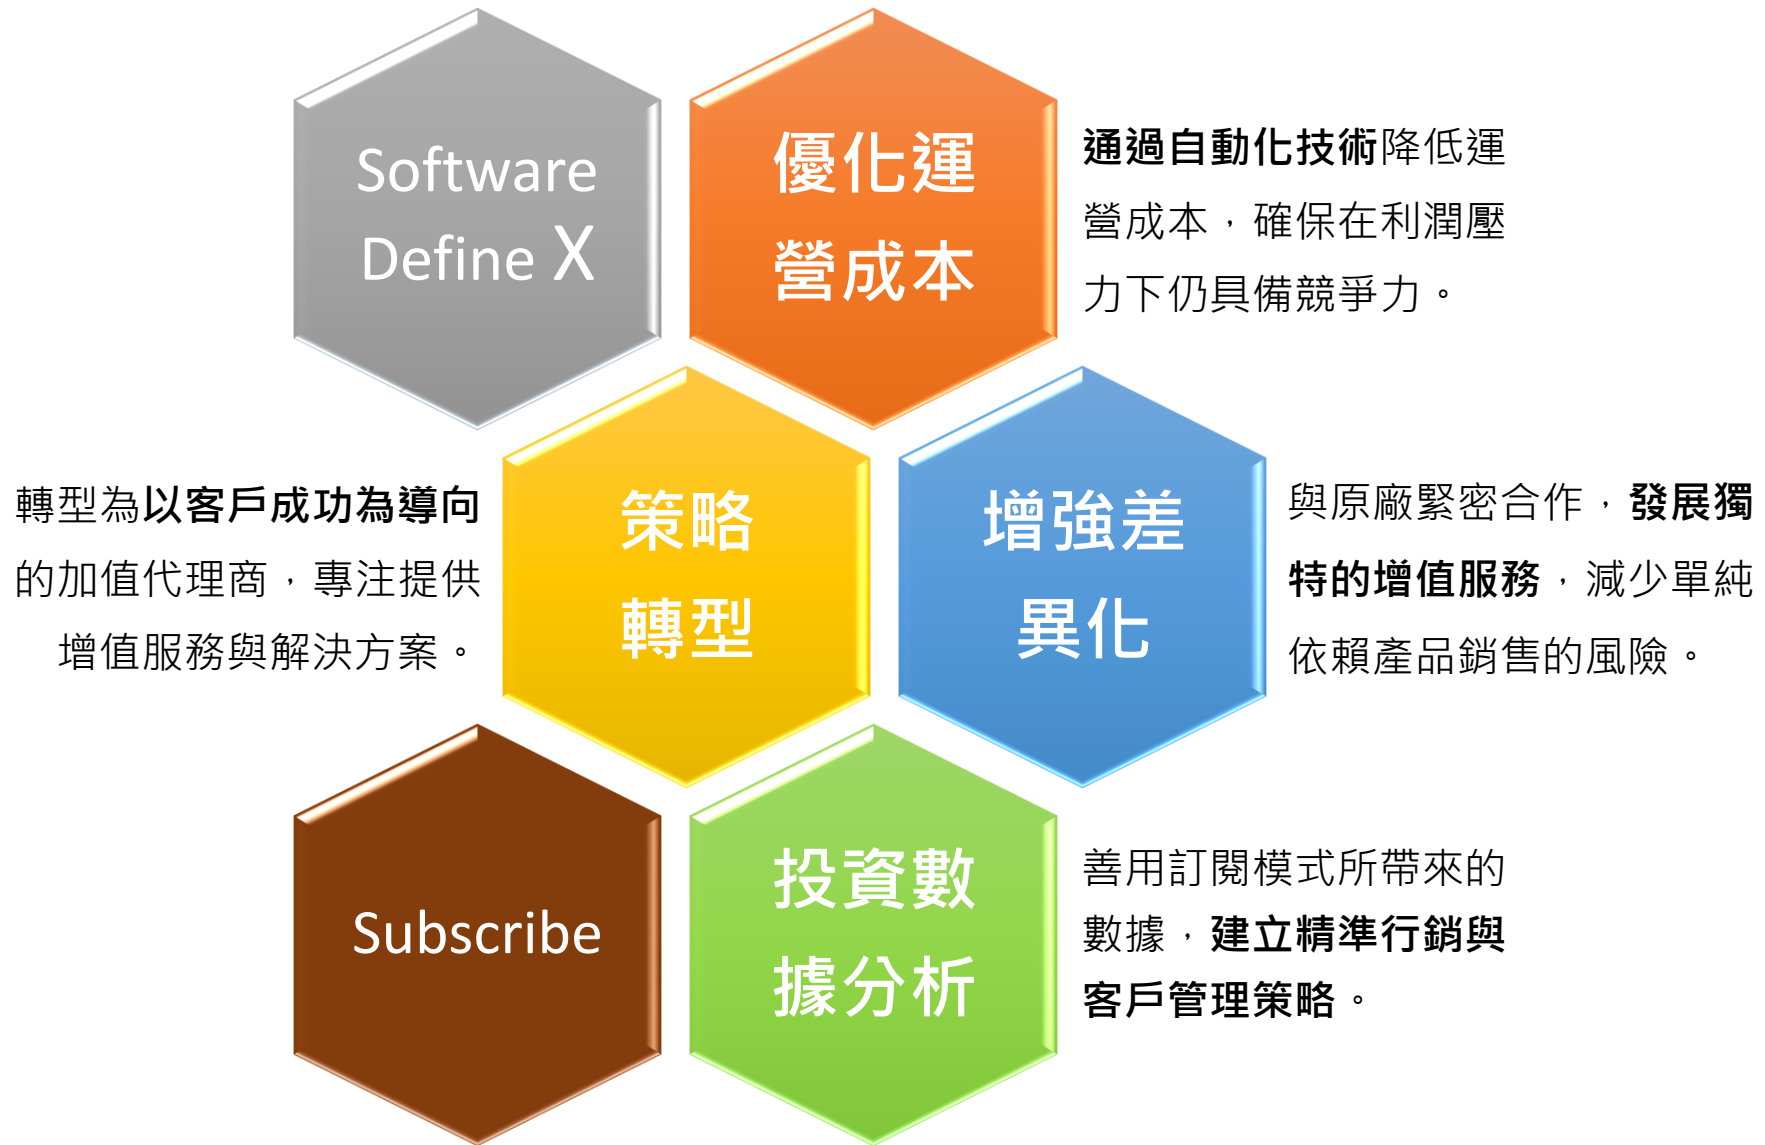 Software
Define X
優化運
營成本
通過自動化技術降低運
營成本，確保在利潤壓
力下仍具備競爭力。
轉型為以客戶成功為導向
的加值代理商，專注提供
增值服務與解決方案。
策略
轉型
增強差
異化
與原廠緊密合作，發展獨
特的增值服務，減少單純
依賴產品銷售的風險。
Subscribe
投資數
據分析
善用訂閱模式所帶來的
數據，建立精準行銷與
客戶管理策略。